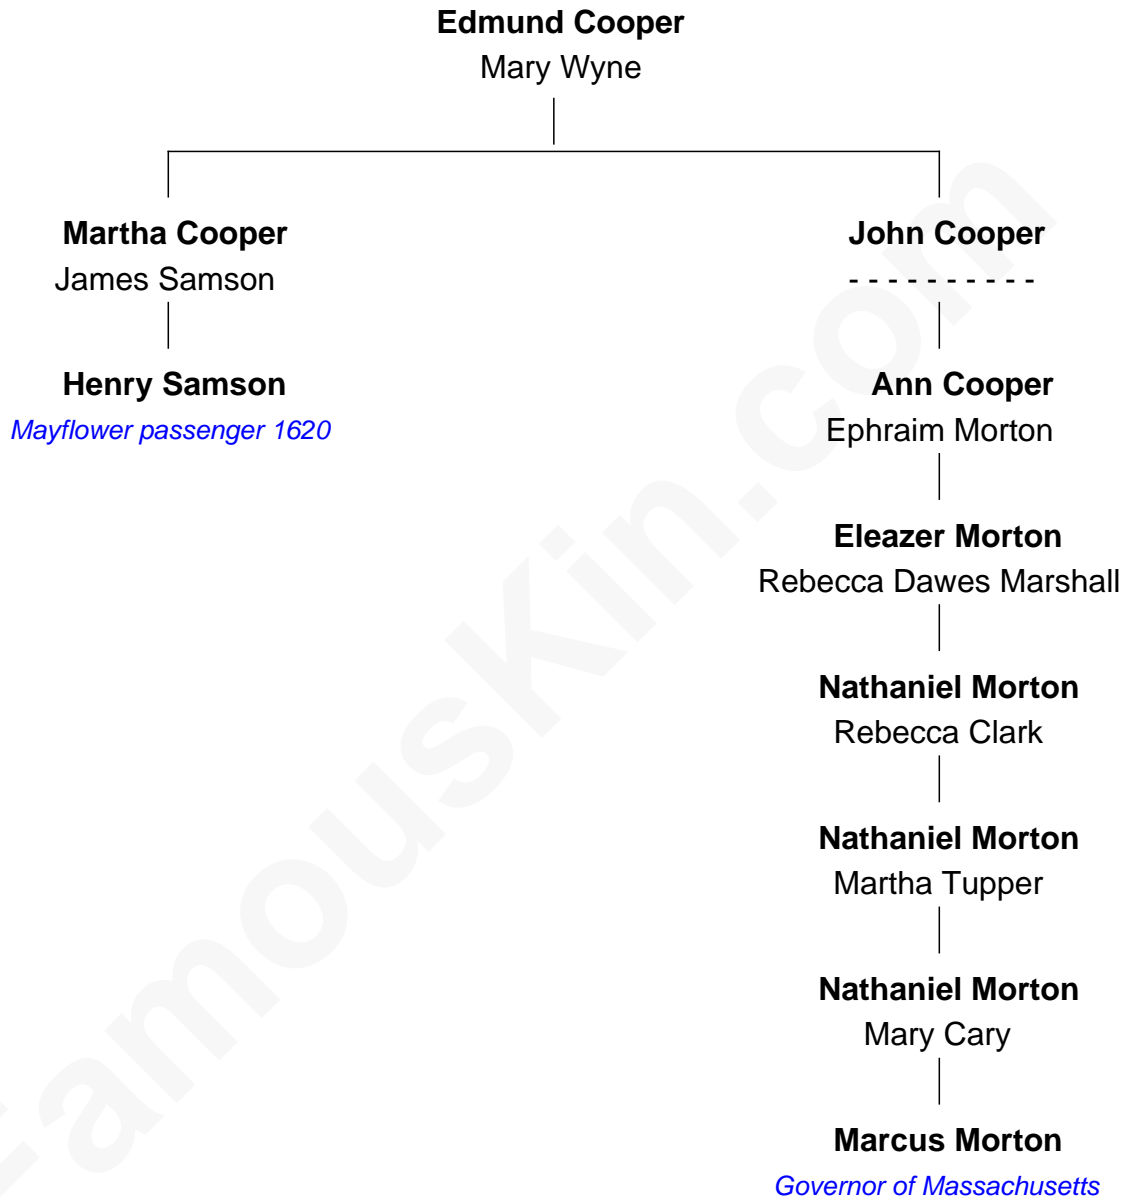 Edmund Cooper
Mary Wyne
Martha Cooper
James Samson
Henry Samson
Mayflower passenger 1620
John Cooper
- - - - - - - - - -
Ann Cooper
Ephraim Morton
Eleazer Morton
Rebecca Dawes Marshall
Nathaniel Morton
Rebecca Clark
Nathaniel Morton
Martha Tupper
Nathaniel Morton
Mary Cary
Marcus Morton
Governor of Massachusetts
FamousKin.com